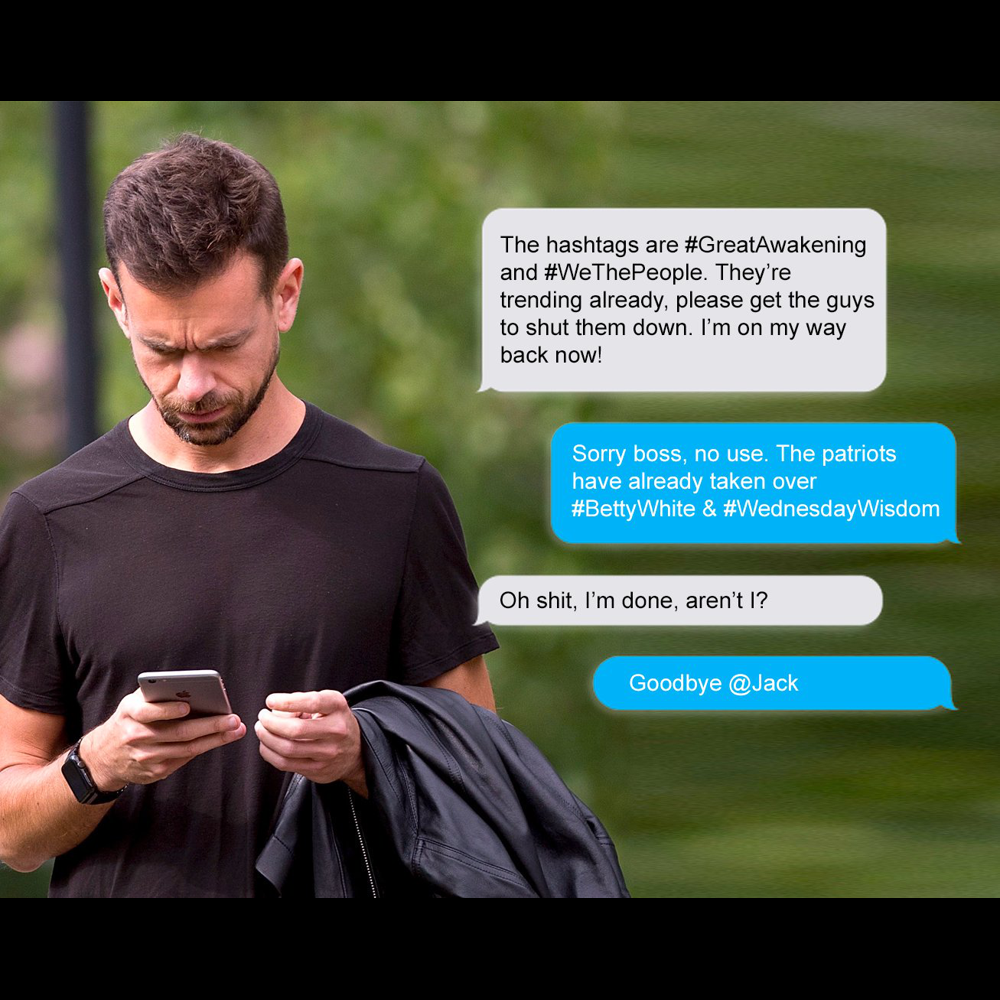 The hashtags are #GreatAwakening
and #WeThePeople. They’re
trending already, please get the guys
to shut them down. I’m on my way
back now!
Sorry boss, no use. The patriots
have already taken over
#BettyWhite & #WednesdayWisdom
Oh shit, I’m done, aren’t I?
Goodbye @Jack